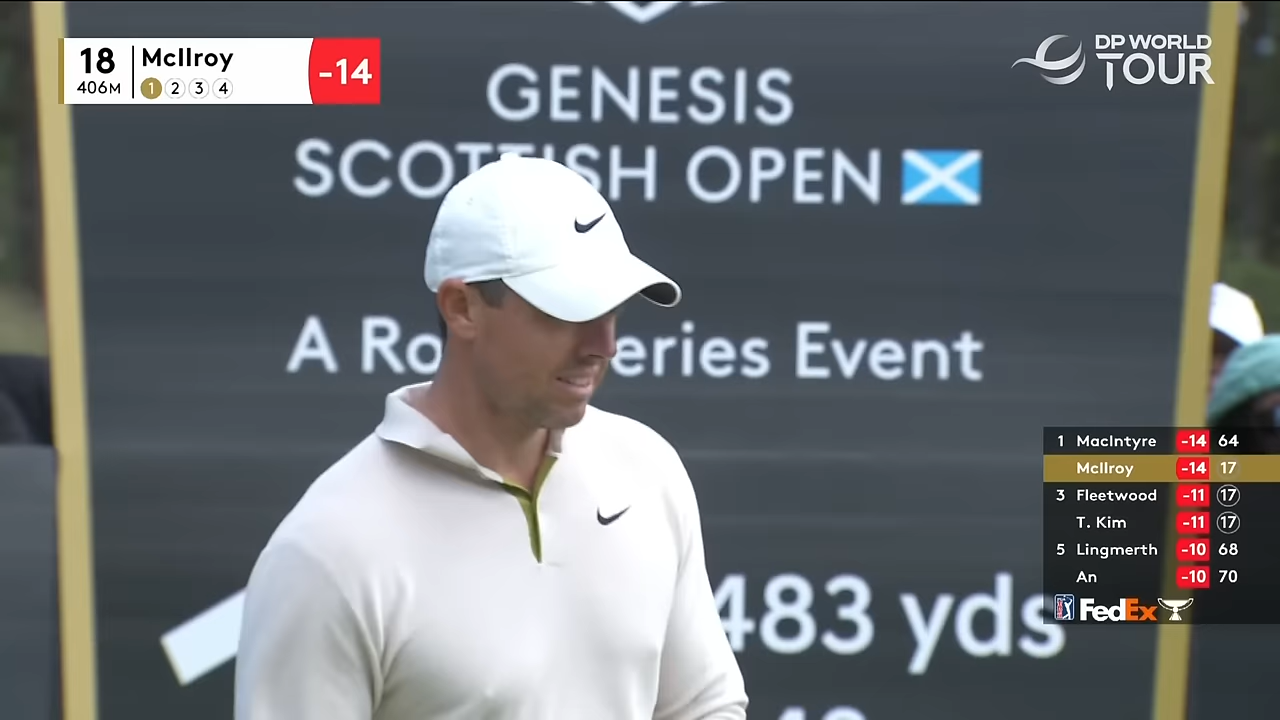 18 McIlroy -14
406M 1 2 3 4
DP WORLD
TOUR
GENESIS
SCOTTISH OPEN
A Ro eries Event
483 yds
1 MacIntyre -14 64
McIlroy -14 17
3 Fleetwood -11 17
T. Kim -11 17
5 Lingmerth -10 68
An -10 70
FedEx